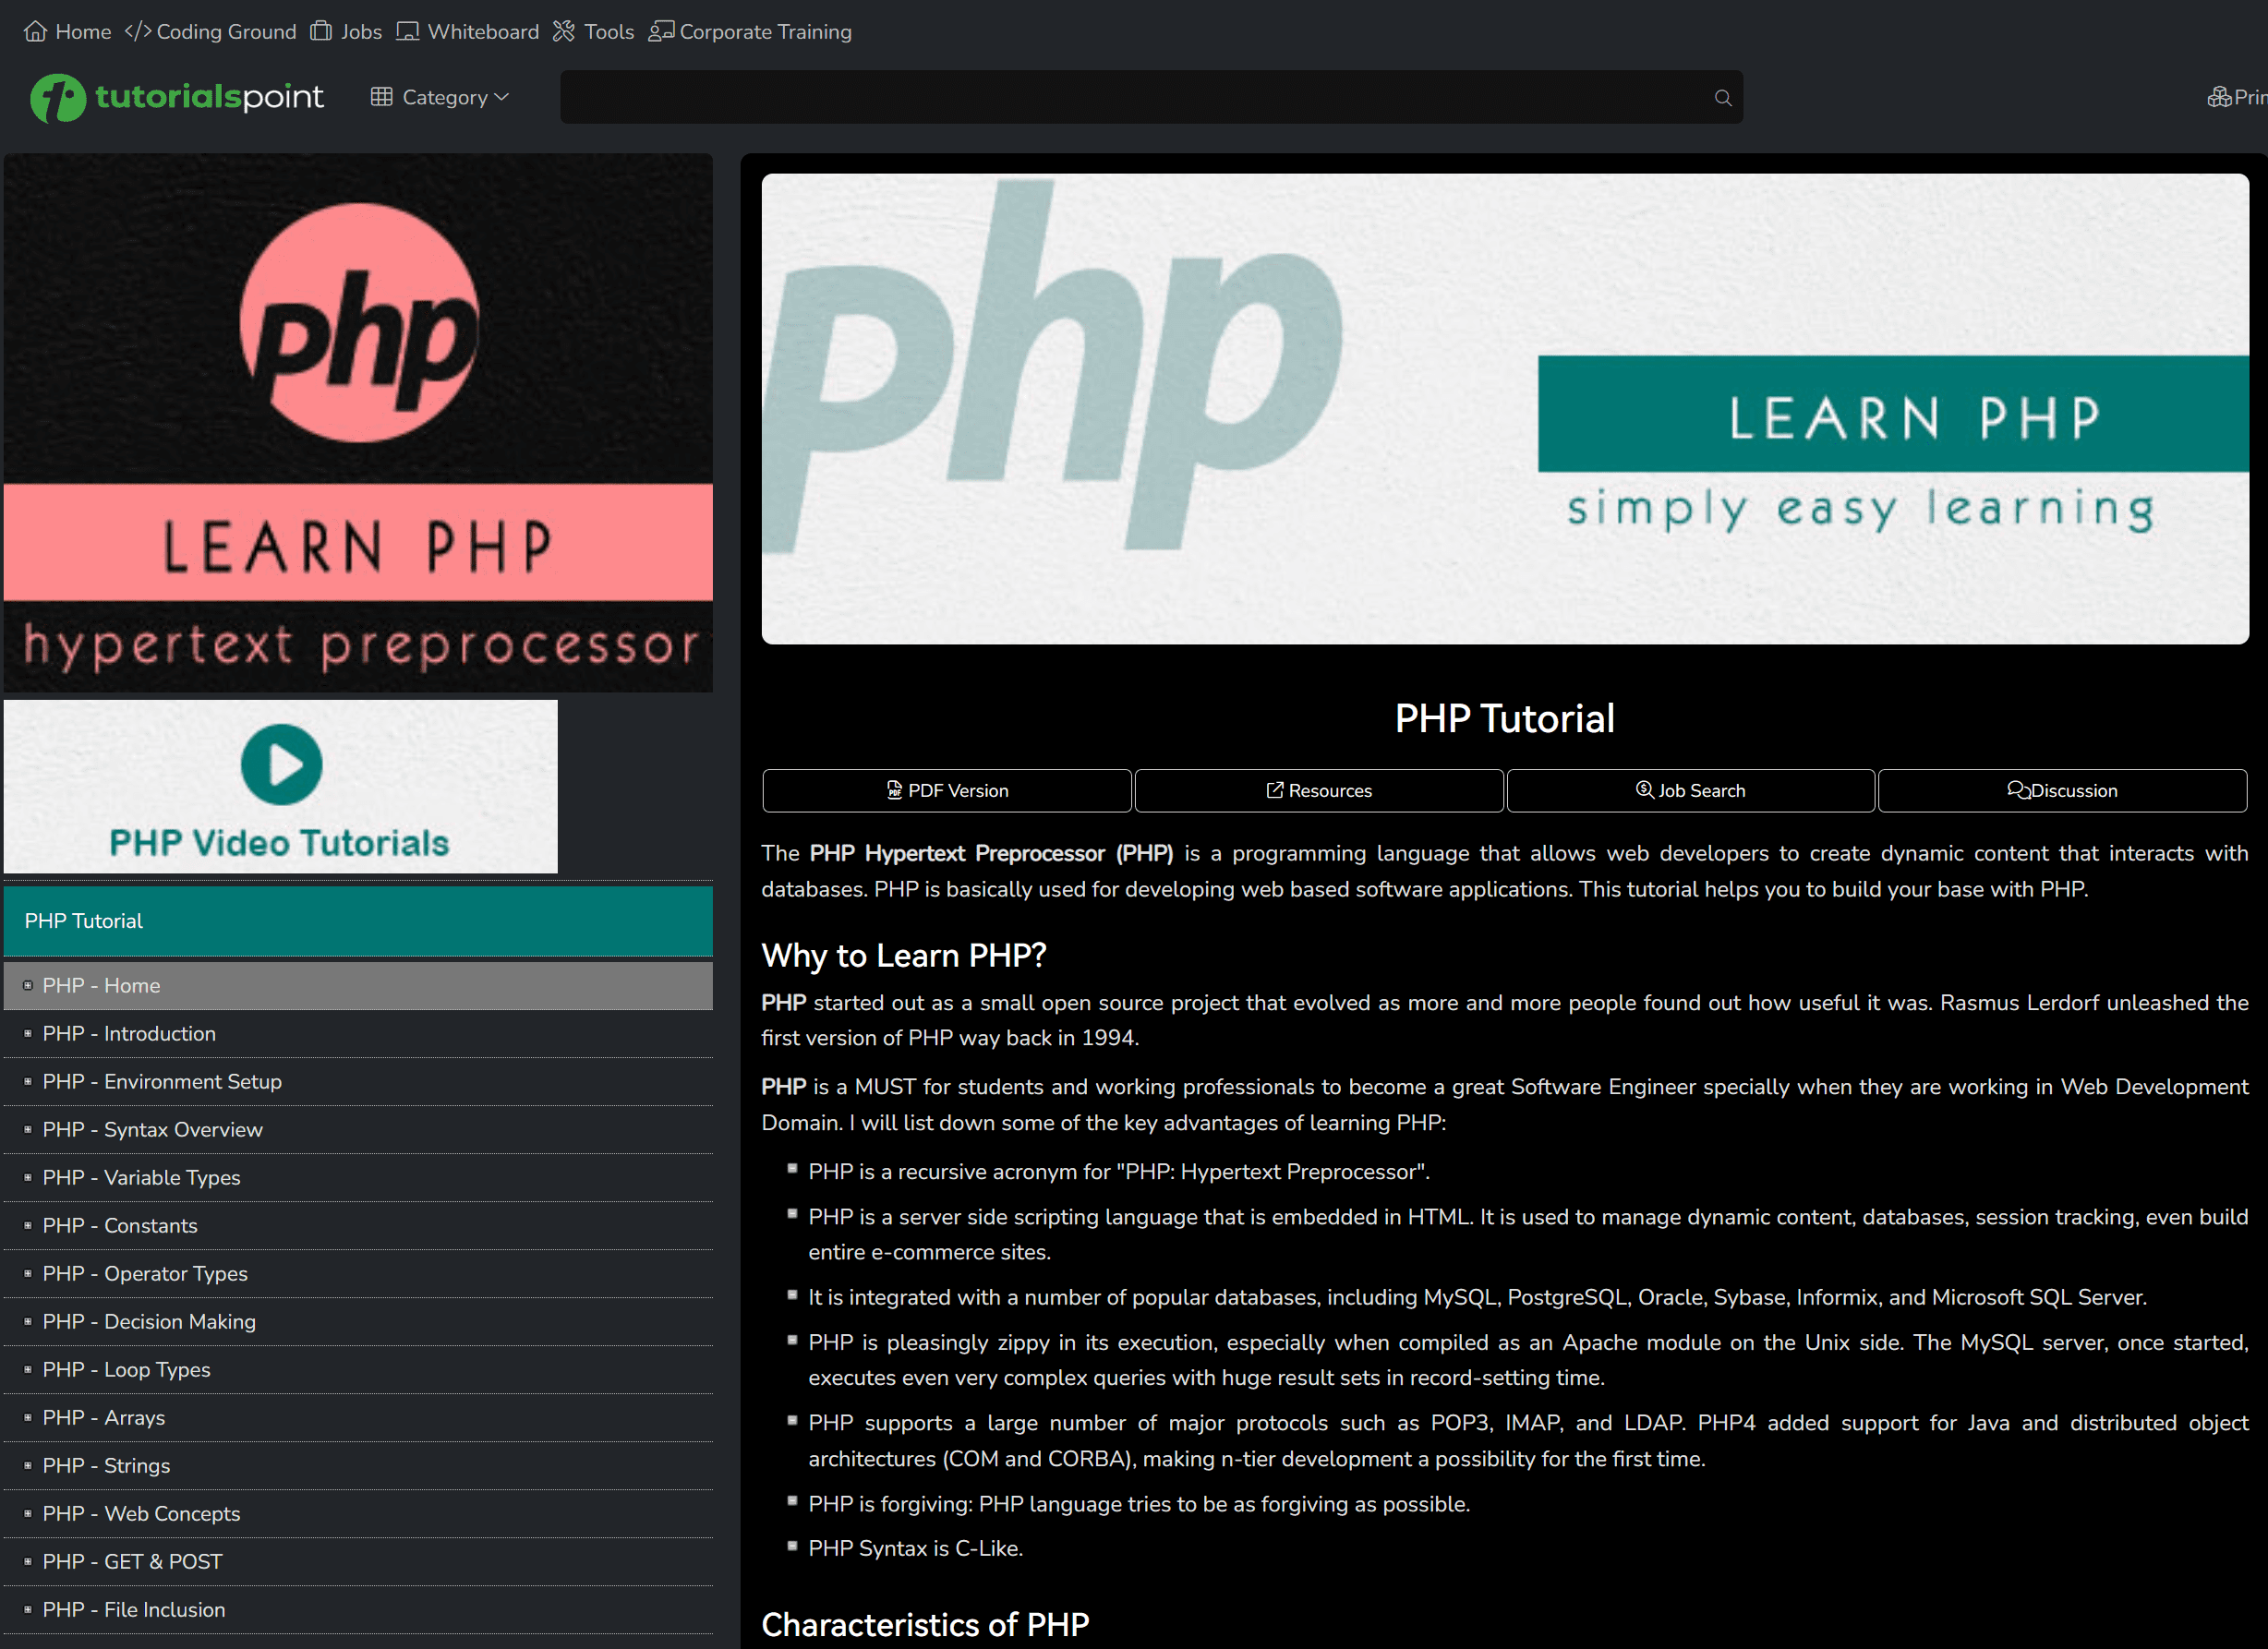 Home Coding Ground Jobs Whiteboard Tools Corporate Training
tutorialspoint Category
php
LEARN PHP
hypertext preprocessor
PHP Video Tutorials
PHP Tutorial
PHP - Home
PHP - Introduction
PHP - Environment Setup
PHP - Syntax Overview
PHP - Variable Types
PHP - Constants
PHP - Operator Types
PHP - Decision Making
PHP - Loop Types
PHP - Arrays
PHP - Strings
PHP - Web Concepts
PHP - GET & POST
PHP - File Inclusion
php
LEARN PHP
simply easy learning
PHP Tutorial
PDF Version Resources Job Search Discussion
The PHP Hypertext Preprocessor (PHP) is a programming language that allows web developers to create dynamic content that interacts with
databases. PHP is basically used for developing web based software applications. This tutorial helps you to build your base with PHP.
Why to Learn PHP?
PHP started out as a small open source project that evolved as more and more people found out how useful it was. Rasmus Lerdorf unleashed the
first version of PHP way back in 1994.
PHP is a MUST for students and working professionals to become a great Software Engineer specially when they are working in Web Development
Domain. I will list down some of the key advantages of learning PHP:
PHP is a recursive acronym for "PHP: Hypertext Preprocessor".
PHP is a server side scripting language that is embedded in HTML. It is used to manage dynamic content, databases, session tracking, even build
entire e-commerce sites.
It is integrated with a number of popular databases, including MySQL, PostgreSQL, Oracle, Sybase, Informix, and Microsoft SQL Server.
PHP is pleasingly zippy in its execution, especially when compiled as an Apache module on the Unix side. The MySQL server, once started,
executes even very complex queries with huge result sets in record-setting time.
PHP supports a large number of major protocols such as POP3, IMAP, and LDAP. PHP4 added support for Java and distributed object
architectures (COM and CORBA), making n-tier development a possibility for the first time.
PHP is forgiving: PHP language tries to be as forgiving as possible.
PHP Syntax is C-Like.
Characteristics of PHP